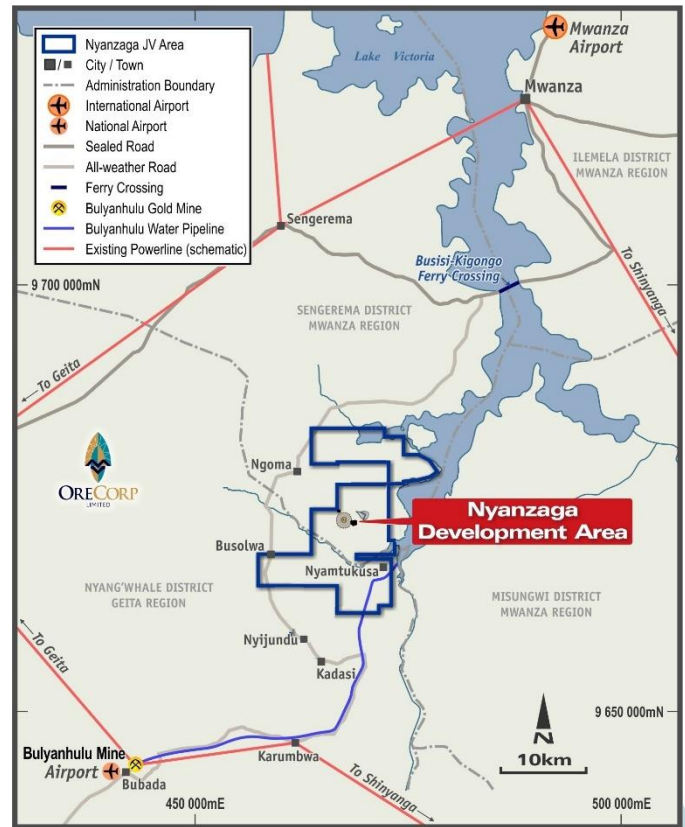 Nyanzaga JV Area
City / Town
Administration Boundary
International Airport
National Airport
Sealed Road
All-weather Road
Ferry Crossing
Bulyanhulu Gold Mine
Bulyanhulu Water Pipeline
Existing Powerline (schematic)
Lake Victoria
Mwanza
Airport
Mwanza
ILEMELA DISTRICT
MWANZA REGION
To Shinyanga
Sengerema
Busisi-Kigongo
Ferry Crossing
9 700 000mN
SENGEREMA DISTRICT
MWANZA REGION
To Geita
ORECORP
LIMITED
Ngoma
Nyanzaga
Development Area
Busolwa
Nyamtukusa
NYANG'WHALE DISTRICT
GEITA REGION
MISUNGWI DISTRICT
MWANZA REGION
Nyijundu
Kadasi
To Geita
9 650 000mN
N
10km
Bulyanhulu Mine
Airport
Bubada
Karumbwa
To Shinyanga
450 000mE
500 000mE